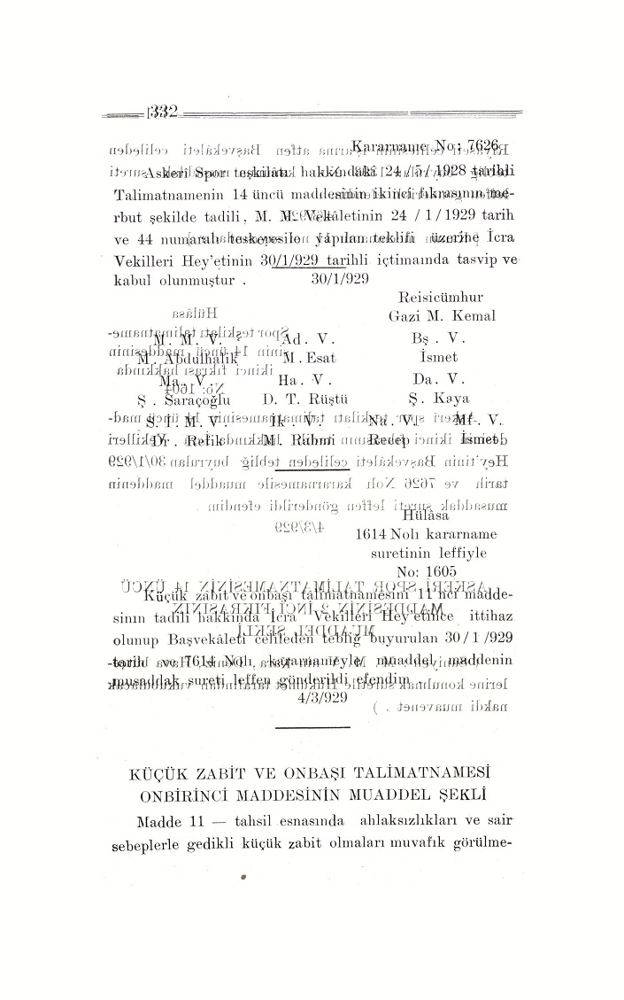 332
Kararname No: 7626
Askeri Spor teşkilâtı hakkındaki 24/5/1928 tarihli
Talimatnamenin 14 üncü maddesinin ikinci fıkrasının me-
rbut şekilde tadili, M. M. Vekâletinin 24 / 1 / 1929 tarih
ve 44 numaralı teskeresile yapılan teklifi üzerine İcra
Vekilleri Hey'etinin 30/1/929 tarihli içtimaında tasvip ve
kabul olunmuştur . 30/1/929
Reisicümhur
Gazi M. Kemal
M. M. V. Ad. V. Bş. V.
M. Abdulhalik M. Esat İsmet
Ma. V. Ha. V. Da. V.
Ş. Saraçoğlu D. T. Rüştü Ş. Kaya
S. İ. M. V. İk. V. Na. V. Mf. V.
Dr. Refik M. Rahmi Recep İsmet
Hülâsa
1614 Nolı kararname
suretinin leffiyle
No: 1605
Küçük zabit ve onbaşı talimatnamesini 11 nci madde-
sinin tadili hakkında İcra Vekilleri Hey'etince ittihaz
olunup Başvekâleti celileden tebliğ buyurulan 30/1/929
tarih ve 7614 Nolı kararnameyle muaddel maddenin
musaddak sureti leffen gönderildi efendim
4/3/929
KÜÇÜK ZABİT VE ONBAŞI TALİMATNAMESİ
ONBİRİNCİ MADDESİNİN MUADDEL ŞEKLİ
Madde 11 — tahsil esnasında ahlaksızlıkları ve sair
sebeplerle gedikli küçük zabit olmaları muvafık görülme-